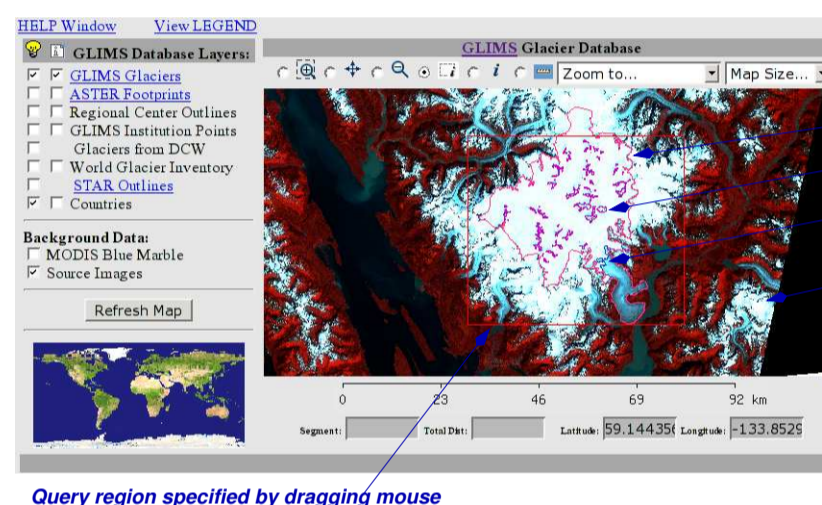 HELP Window View LEGEND
GLIMS Database Layers:
GLIMS Glaciers
ASTER Footprints
Regional Center Outlines
GLIMS Institution Points
Glaciers from DCW
World Glacier Inventory
STAR Outlines
Countries
Background Data:
MODIS Blue Marble
Source Images
Refresh Map
GLIMS Glacier Database
Zoom to... Map Size...
0 23 46 69 92 km
Segment: Total Dist: Latitude: 59.144356 Longitude: -133.8529
Query region specified by dragging mouse